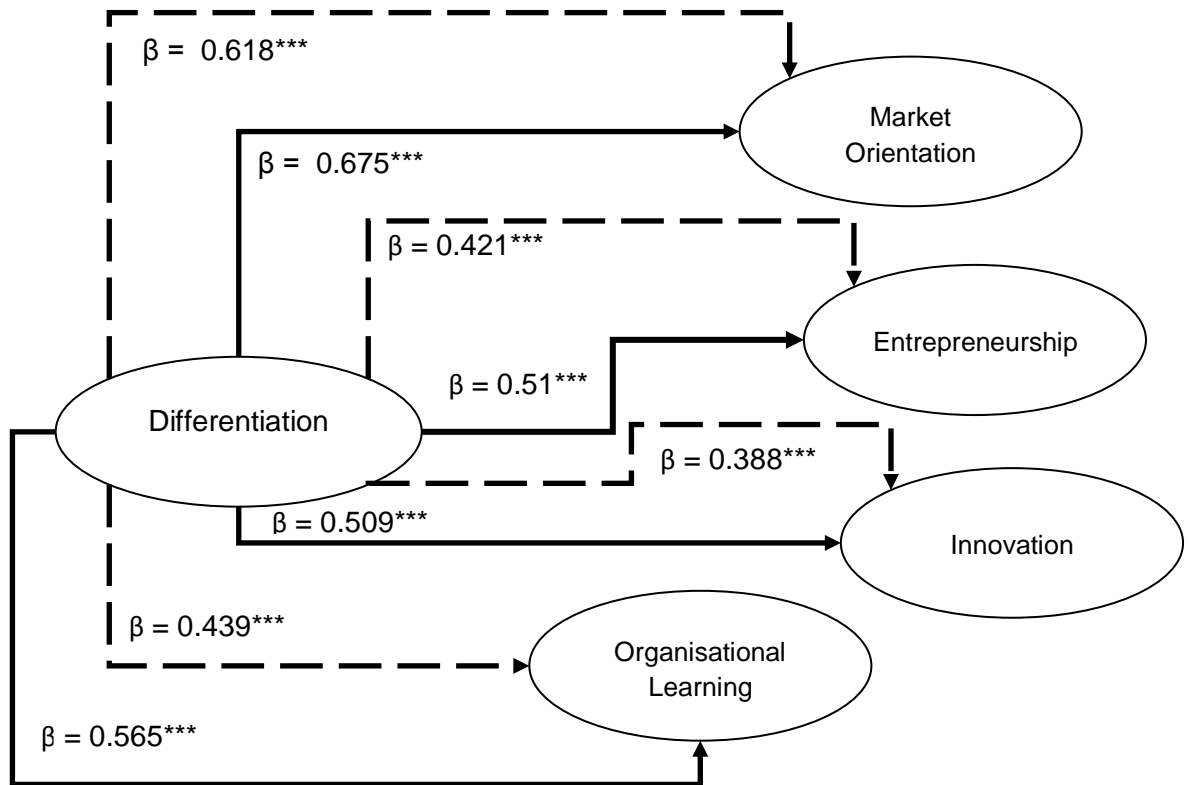 β =  0.618***
Market
Orientation
β =  0.675***
β = 0.421***
Entrepreneurship
β = 0.51***
Differentiation
β = 0.388***
β = 0.509***
Innovation
β = 0.439***
Organisational
Learning
β = 0.565***